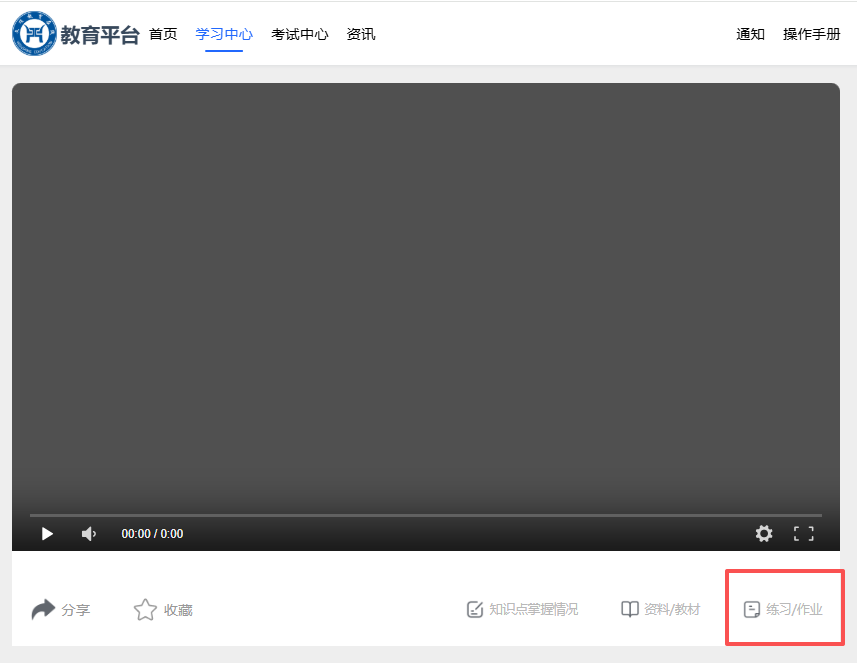 教育平台 首页 学习中心 考试中心 资讯 通知 操作手册
00:00 / 0:00
分享 收藏 知识点掌握情况 资料/教材 练习/作业